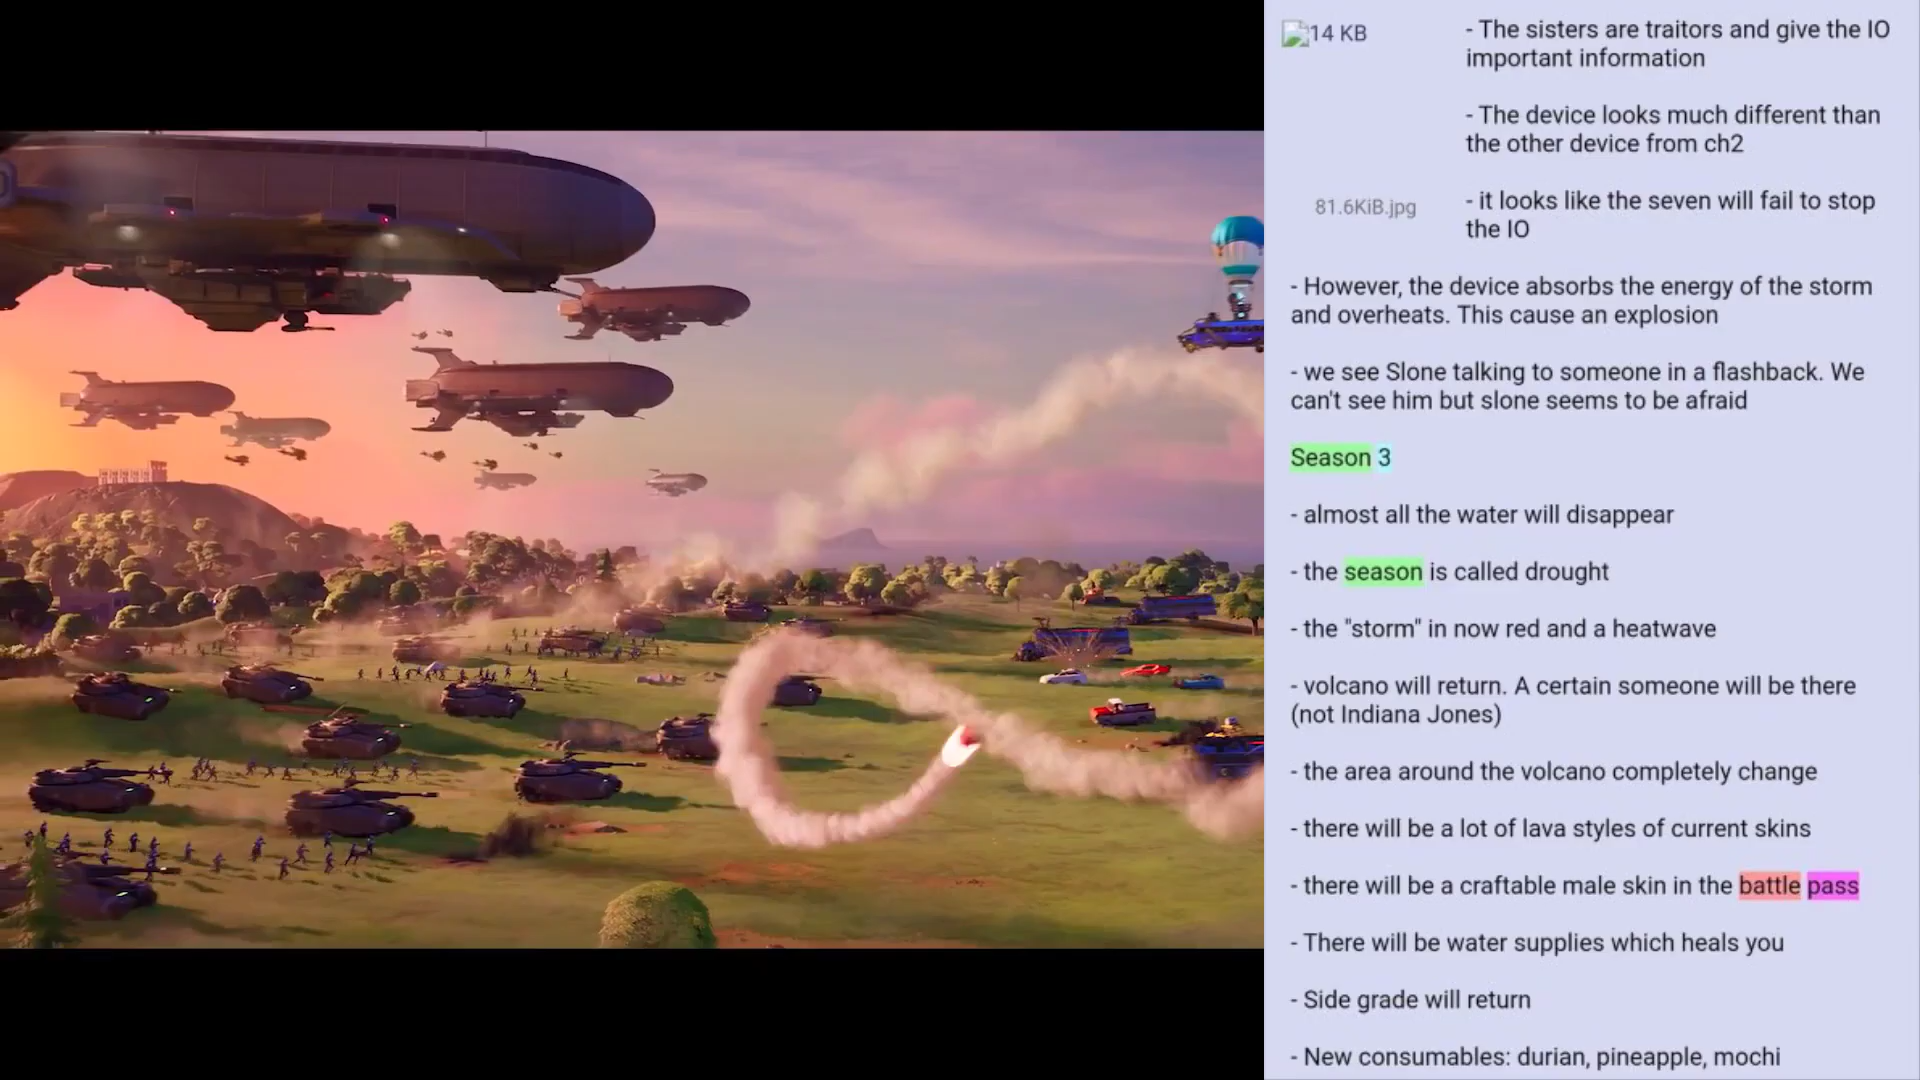 14 KB
- The sisters are traitors and give the IO
important information
- The device looks much different than
the other device from ch2
81.6KiB.jpg
- it looks like the seven will fail to stop
the IO
- However, the device absorbs the energy of the storm
and overheats. This cause an explosion
- we see Slone talking to someone in a flashback. We
can't see him but slone seems to be afraid
Season 3
- almost all the water will disappear
- the season is called drought
- the "storm" in now red and a heatwave
- volcano will return. A certain someone will be there
(not Indiana Jones)
- the area around the volcano completely change
- there will be a lot of lava styles of current skins
- there will be a craftable male skin in the battle pass
- There will be water supplies which heals you
- Side grade will return
- New consumables: durian, pineapple, mochi